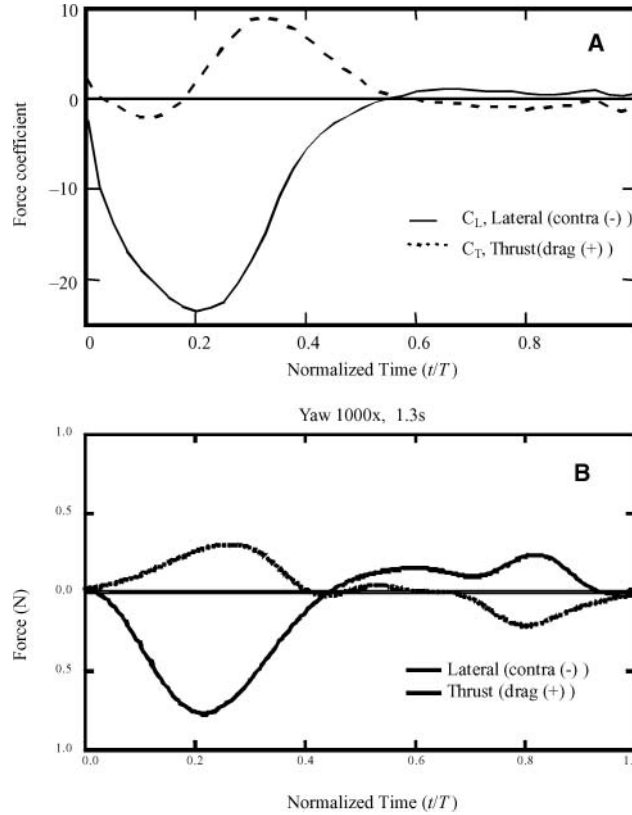 10
A
0
Force coefficient
−10
C_L, Lateral (contra (-) )
C_T, Thrust(drag (+) )
−20
0 0.2 0.4 0.6 0.8
Normalized Time (t/T)
Yaw 1000x, 1.3s
1.0
B
0.5
0.0
Force (N)
0.5
Lateral (contra (-) )
Thrust (drag (+) )
1.0
0.0 0.2 0.4 0.6 0.8 1.
Normalized Time (t/T)